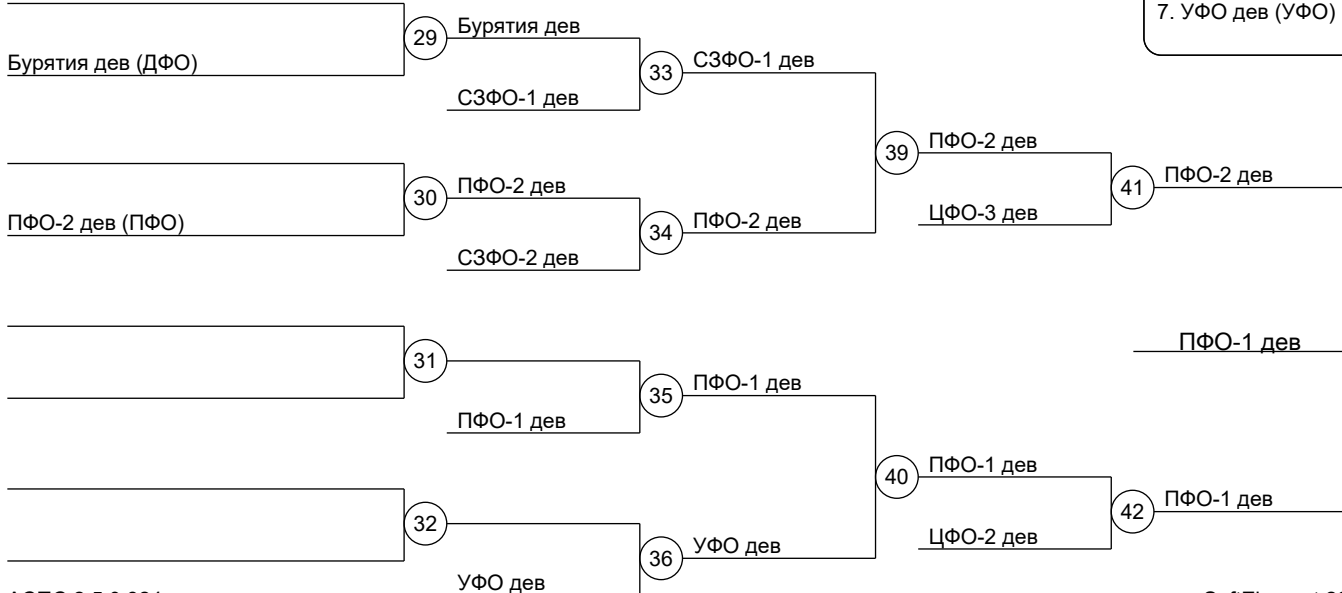 7. УФО дев (УФО)
29
Бурятия дев
Бурятия дев (ДФО)
33
СЗФО-1 дев
СЗФО-1 дев
39
ПФО-2 дев
30
ПФО-2 дев
41
ПФО-2 дев
ПФО-2 дев (ПФО)
34
ПФО-2 дев
ЦФО-3 дев
СЗФО-2 дев
ПФО-1 дев
31
35
ПФО-1 дев
ПФО-1 дев
40
ПФО-1 дев
42
ПФО-1 дев
32
ЦФО-2 дев
36
УФО дев
УФО дев